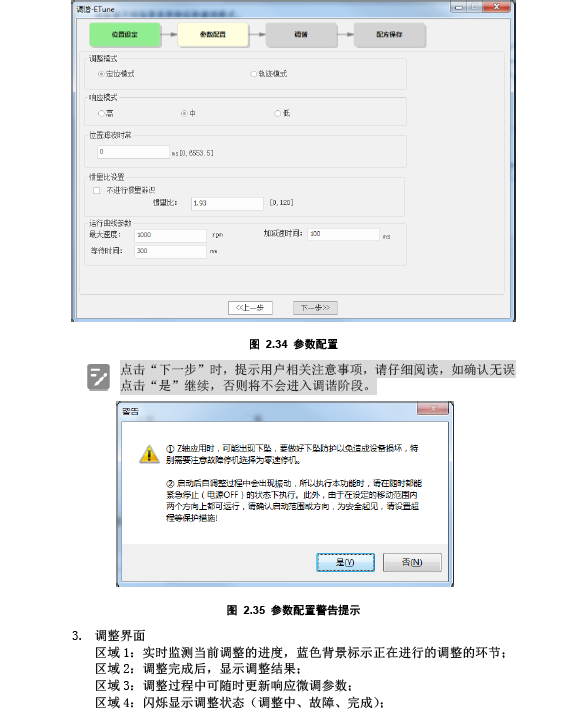 调谐-ETune
位置设定
参数配置
调谐
配方保存
调整模式
定位模式
轨迹模式
响应模式
高
中
低
位置滤波时常
0
ms[0,6553.5]
惯量比设置
不进行惯量辨识
惯量比:
1.93
[0,120]
运行曲线参数
最大速度:
1000
rpm
加减速时间:
100
ms
等待时间:
300
ms
<<上一步
下一步>>
图 2.34 参数配置
点击“下一步”时，提示用户相关注意事项，请仔细阅读，如确认无误
点击“是”继续，否则将不会进入调谐阶段。
警告
① Z轴应用时，可能出现下坠，要做好下坠防护以免造成设备损坏，特
别需要注意故障停机选择为零速停机。
② 启动后自调整过程中会出现振动，所以执行本功能时，请在随时都能
紧急停止（电源OFF）的状态下执行。此外，由于在设定的移动范围内
两个方向上都可运行，请确认启动范围或方向，为安全起见，请设置超
程等保护措施!
是(Y)
否(N)
图 2.35 参数配置警告提示
3. 调整界面
区域 1：实时监测当前调整的进度，蓝色背景标示正在进行的调整的环节；
区域 2：调整完成后，显示调整结果；
区域 3：调整过程中可随时更新响应微调参数；
区域 4：闪烁显示调整状态（调整中、故障、完成）；